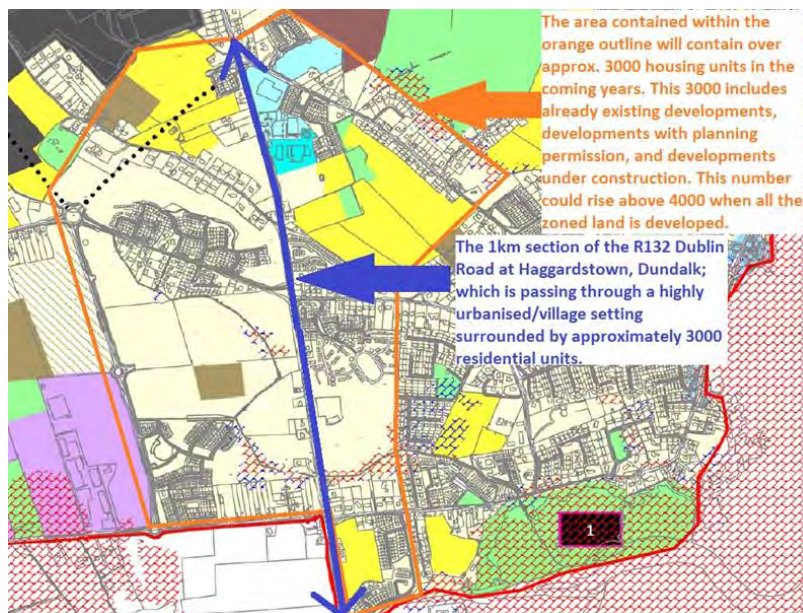 The area contained within the
orange outline will contain over
approx. 3000 housing units in the
coming years. This 3000 includes
already existing developments,
developments with planning
permission, and developments
under construction. This number
could rise above 4000 when all the
zoned land is developed.
The 1km section of the R132 Dublin
Road at Haggardstown, Dundalk;
which is passing through a highly
urbanised/village setting
surrounded by approximately 3000
residential units.
1